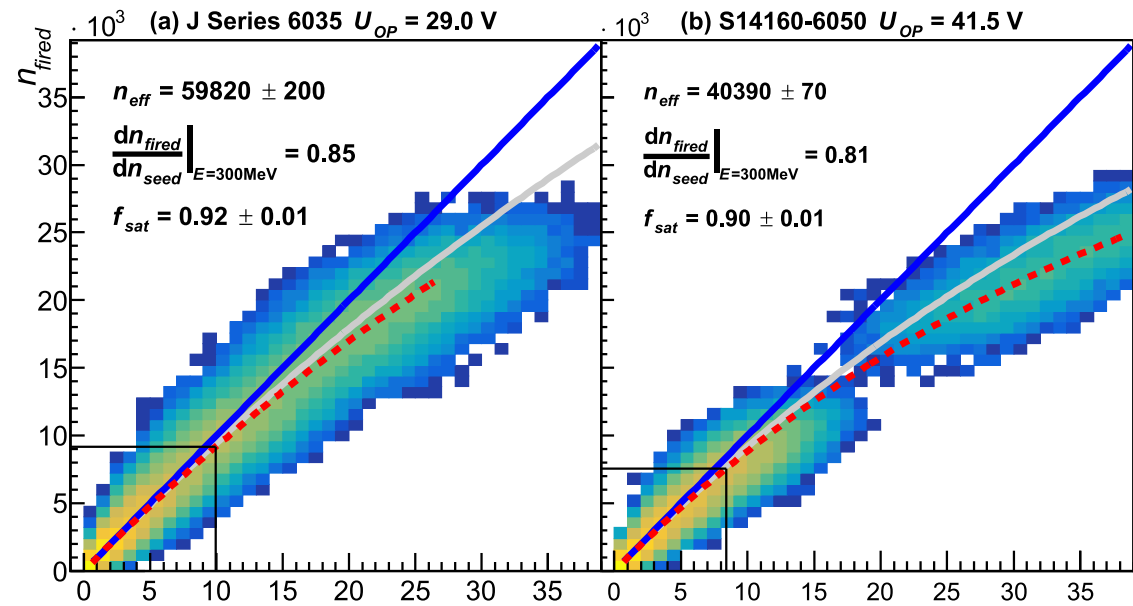 · 10³ (a) J Series 6035 U_OP = 29.0 V · 10³ (b) S14160-6050 U_OP = 41.5 V
n_fired
n_eff = 59820 ± 200
dn_fired
dn_seed |E=300MeV = 0.85
f_sat = 0.92 ± 0.01
n_eff = 40390 ± 70
dn_fired
dn_seed |E=300MeV = 0.81
f_sat = 0.90 ± 0.01
35
30
25
20
15
10
5
0
0 5 10 15 20 25 30 35 0 5 10 15 20 25 30 35